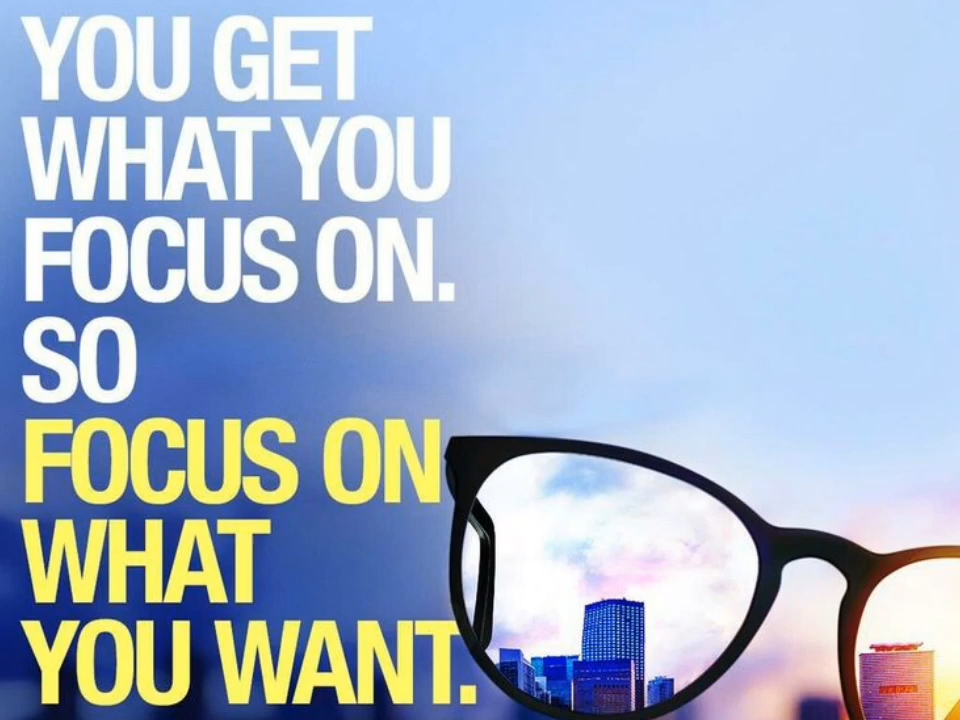 YOU GET
WHAT YOU
FOCUS ON.
SO
FOCUS ON
WHAT
YOU WANT.